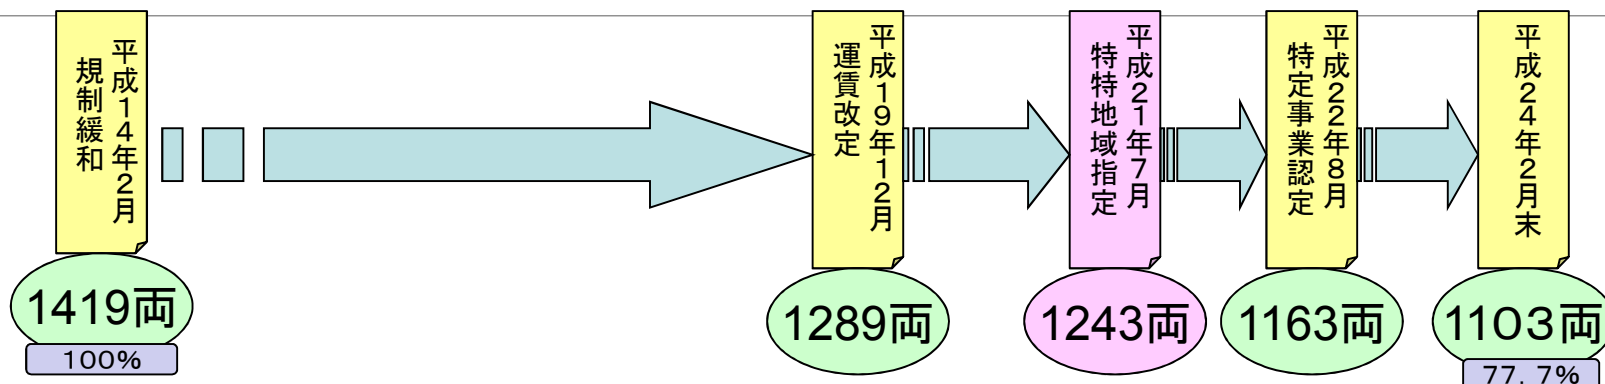 平成１４年２月
規制緩和
平成１９年１２月
運賃改定
平成２１年７月
特特地域指定
平成２２年８月
特定事業認定
平成２４年２月末
1419両
1289両
1243両
1163両
11０３両
１００%
７７．７%